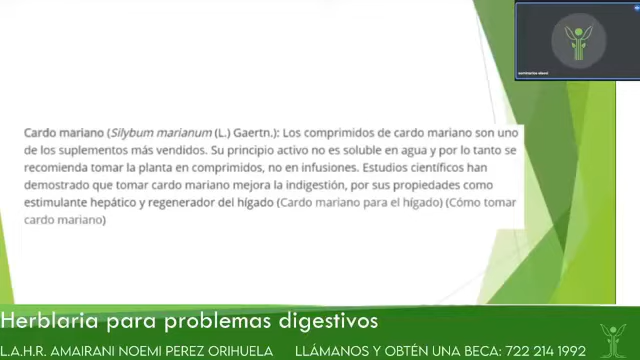 Cardo mariano (Silybum marianum (L.) Gaertn.): Los comprimidos de cardo mariano son uno
de los suplementos más vendidos. Su principio activo no es soluble en agua y por lo tanto se
recomienda tomar la planta en comprimidos, no en infusiones. Estudios científicos han
demostrado que tomar cardo mariano mejora la indigestión, por sus propiedades como
estimulante hepático y regenerador del hígado (Cardo mariano para el hígado) (Cómo tomar
cardo mariano)
Herblaria para problemas digestivos
L.A.H.R. AMAIRANI NOEMI PEREZ ORIHUELA LLÁMANOS Y OBTÉN UNA BECA: 722 214 1992